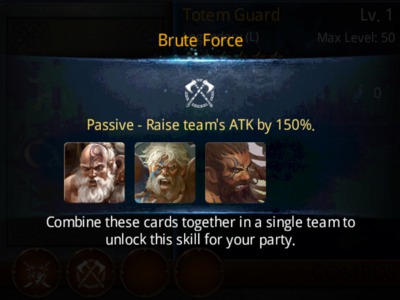 Totem Guard
Lv. 1
(L)
Max Level: 50
Brute Force
0
Passive - Raise team's ATK by 150%.
Combine these cards together in a single team to
unlock this skill for your party.